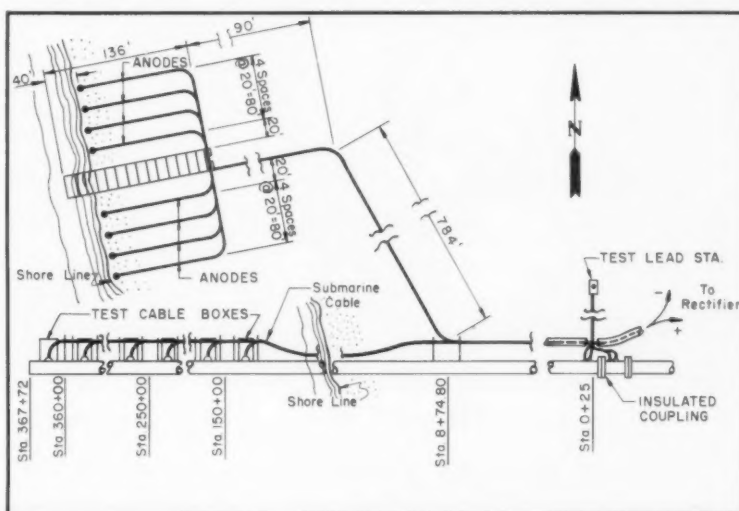 136'
90'
40'
ANODES
4 Spaces
@ 20'=80'
20'
20'
4 Spaces
@ 20'=80'
N
784'
ANODES
Shore Line
TEST LEAD STA.
Submarine
Cable
TEST CABLE BOXES
−
To
Rectifier
+
Shore Line
INSULATED
COUPLING
Sta. 367+72
Sta. 360+00
Sta. 250+00
Sta. 150+00
Sta. 8+74.80
Sta. 0+25